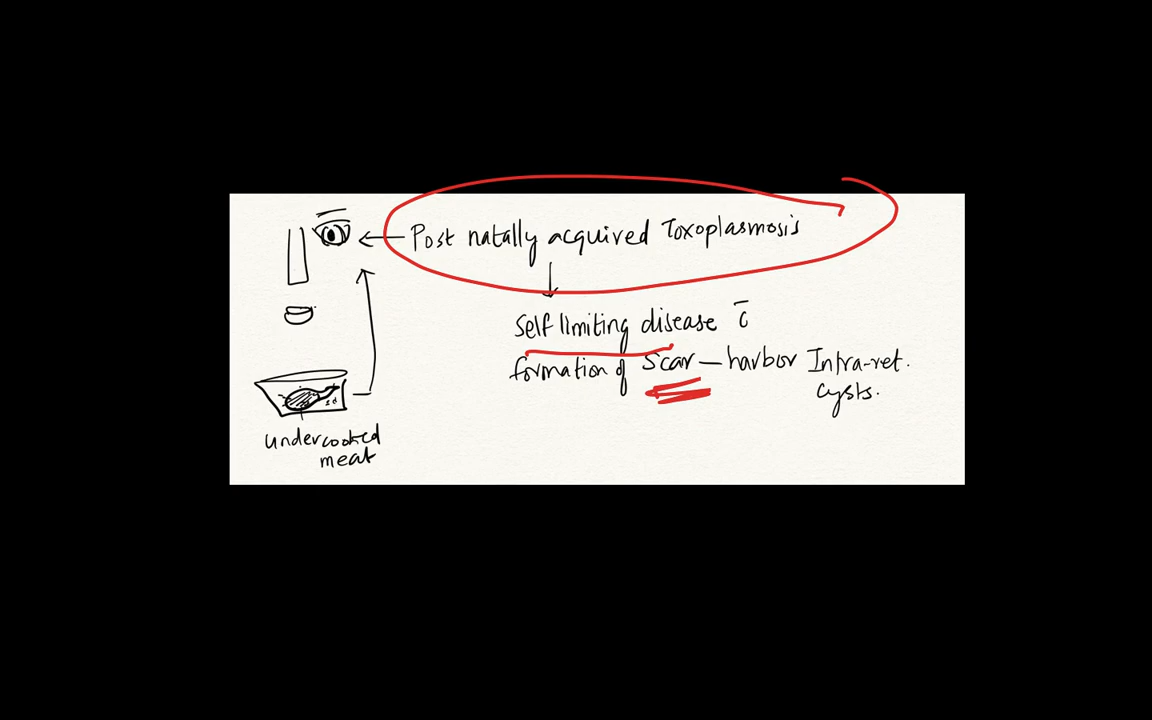 Post natally acquired Toxoplasmosis
Self limiting disease c̄
formation of Scar — harbor Intra-ret.
cysts.
undercooked
meat